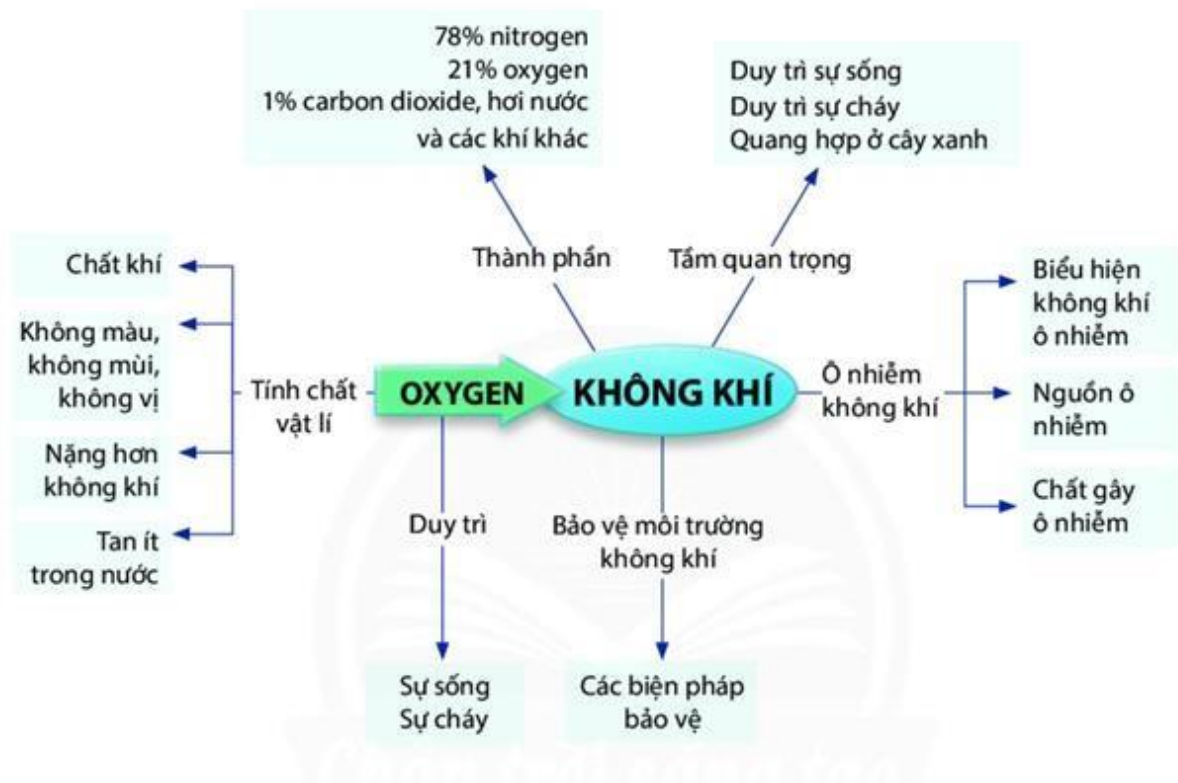 78% nitrogen
21% oxygen
1% carbon dioxide, hơi nước
và các khí khác
Duy trì sự sống
Duy trì sự cháy
Quang hợp ở cây xanh
Thành phần
Tầm quan trọng
Chất khí
Không màu,
không mùi,
không vị
Nặng hơn
không khí
Tan ít
trong nước
Tính chất
vật lí
OXYGEN
KHÔNG KHÍ
Ô nhiễm
không khí
Biểu hiện
không khí
ô nhiễm
Nguồn ô
nhiễm
Chất gây
ô nhiễm
Duy trì
Bảo vệ môi trường
không khí
Sự sống
Sự cháy
Các biện pháp
bảo vệ